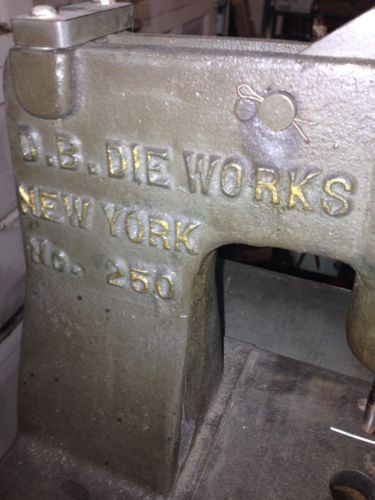 D.B. DIE WORKS
NEW YORK
No. 250